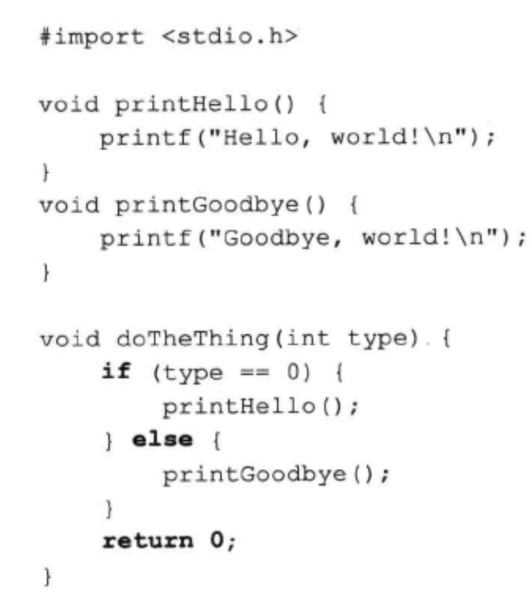 #import <stdio.h>

void printHello() {
    printf("Hello, world!\n");
}
void printGoodbye() {
    printf("Goodbye, world!\n");
}

void doTheThing(int type) {
    if (type == 0) {
        printHello();
    } else {
        printGoodbye();
    }
    return 0;
}